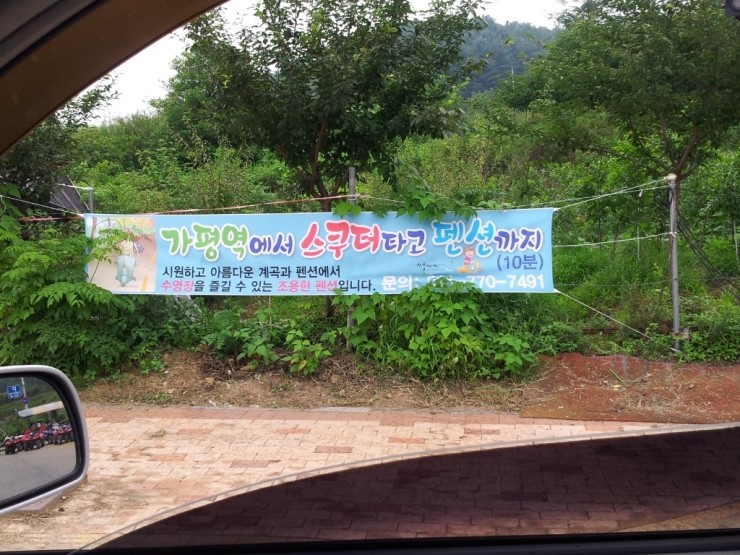 가평역에서 스쿠터타고 펜션까지
(10분)
시원하고 아름다운 계곡과 펜션에서
수영장을 즐길 수 있는 조용한 펜션입니다. 문의: 70-7491